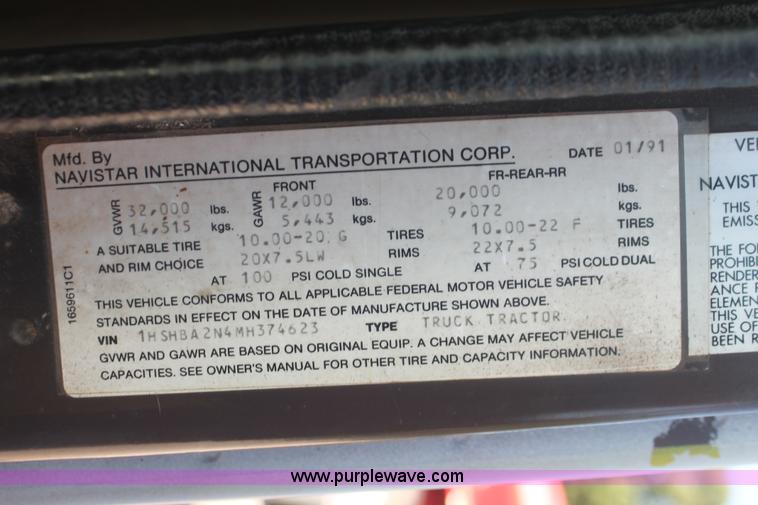 Mfd. By
NAVISTAR INTERNATIONAL TRANSPORTATION CORP. DATE 01/91
FRONT FR-REAR-RR
GVWR 32,000 lbs. GAWR 12,000 lbs. 20,000 lbs.
14,515 kgs. 5,443 kgs. 9,072 kgs.
A SUITABLE TIRE 10.00-20, G TIRES 10.00-22 F TIRES
AND RIM CHOICE 20X7.5LW RIMS 22X7.5 RIMS
AT 100 PSI COLD SINGLE AT 75 PSI COLD DUAL
THIS VEHICLE CONFORMS TO ALL APPLICABLE FEDERAL MOTOR VEHICLE SAFETY
STANDARDS IN EFFECT ON THE DATE OF MANUFACTURE SHOWN ABOVE.
VIN 1HSHBA2N4MH374623 TYPE TRUCK TRACTOR
GVWR AND GAWR ARE BASED ON ORIGINAL EQUIP. A CHANGE MAY AFFECT VEHICLE
CAPACITIES. SEE OWNER'S MANUAL FOR OTHER TIRE AND CAPACITY INFORMATION.
1659611C1
VE
NAVIST
THIS
EMISS
THE FO
PROHIB
RENDER
ANCE
ELEMEN
THIS VE
USE OF
BEEN R
www.purplewave.com